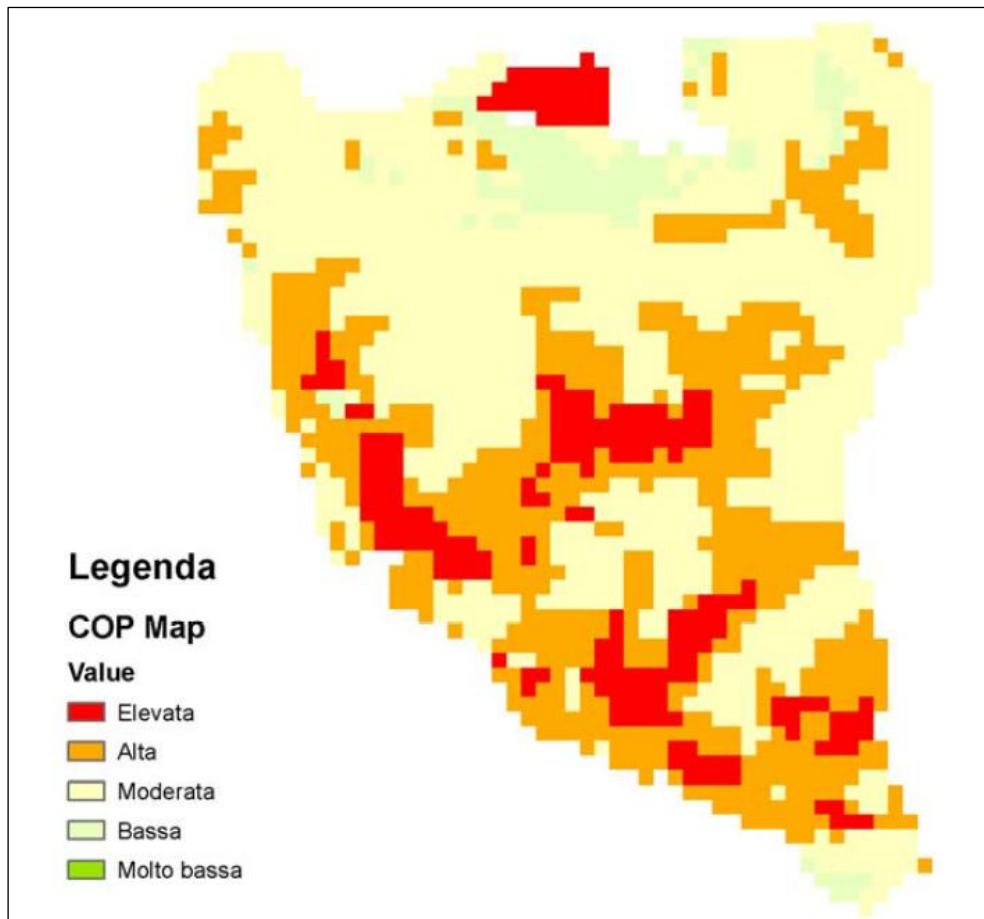 Legenda
COP Map
Value
Elevata
Alta
Moderata
Bassa
Molto bassa